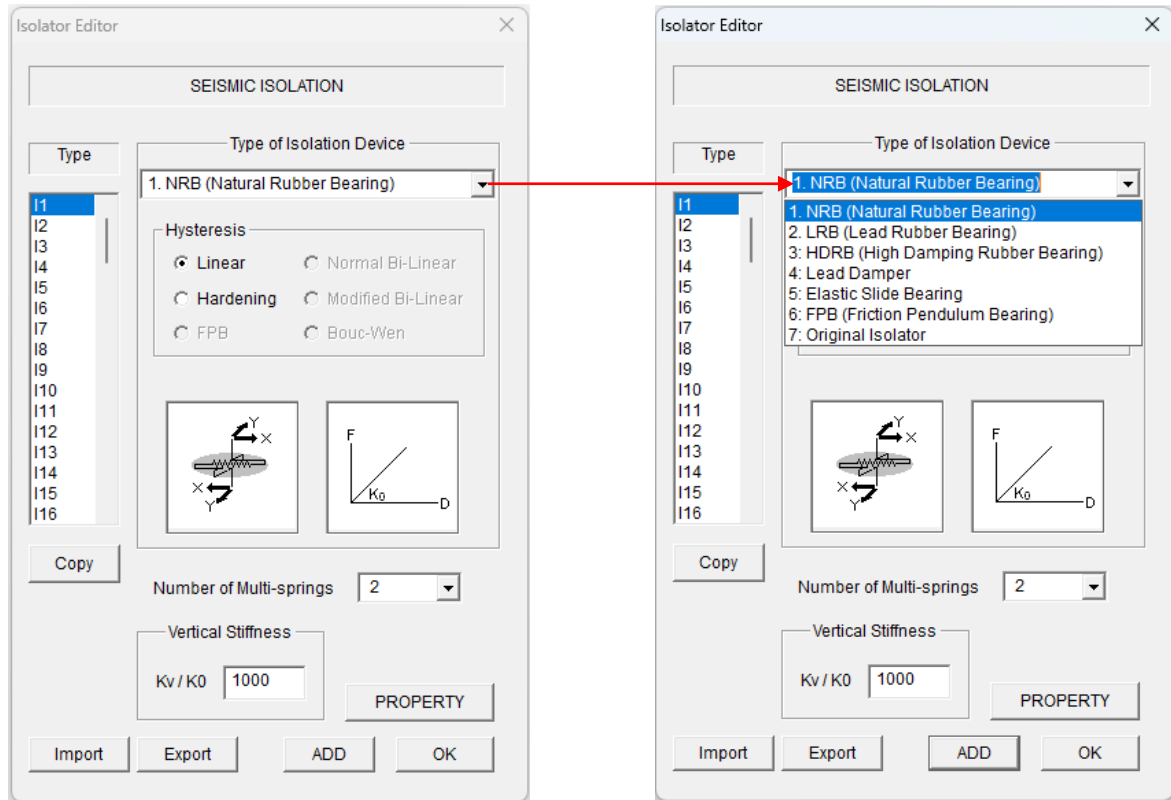 Isolator Editor
SEISMIC ISOLATION
Type
Type of Isolation Device
1. NRB (Natural Rubber Bearing)
I1
I2
I3
I4
I5
I6
I7
I8
I9
I10
I11
I12
I13
I14
I15
I16
Hysteresis
Linear
Normal Bi-Linear
Hardening
Modified Bi-Linear
FPB
Bouc-Wen
Y
X
X
Y
F
K0
D
Copy
Number of Multi-springs
2
Vertical Stiffness
Kv / K0
1000
PROPERTY
Import
Export
ADD
OK
Isolator Editor
SEISMIC ISOLATION
Type
Type of Isolation Device
1. NRB (Natural Rubber Bearing)
I1
I2
I3
I4
I5
I6
I7
I8
I9
I10
I11
I12
I13
I14
I15
I16
1. NRB (Natural Rubber Bearing)
2: LRB (Lead Rubber Bearing)
3: HDRB (High Damping Rubber Bearing)
4: Lead Damper
5: Elastic Slide Bearing
6: FPB (Friction Pendulum Bearing)
7: Original Isolator
Y
X
X
Y
F
K0
D
Copy
Number of Multi-springs
2
Vertical Stiffness
Kv / K0
1000
PROPERTY
Import
Export
ADD
OK